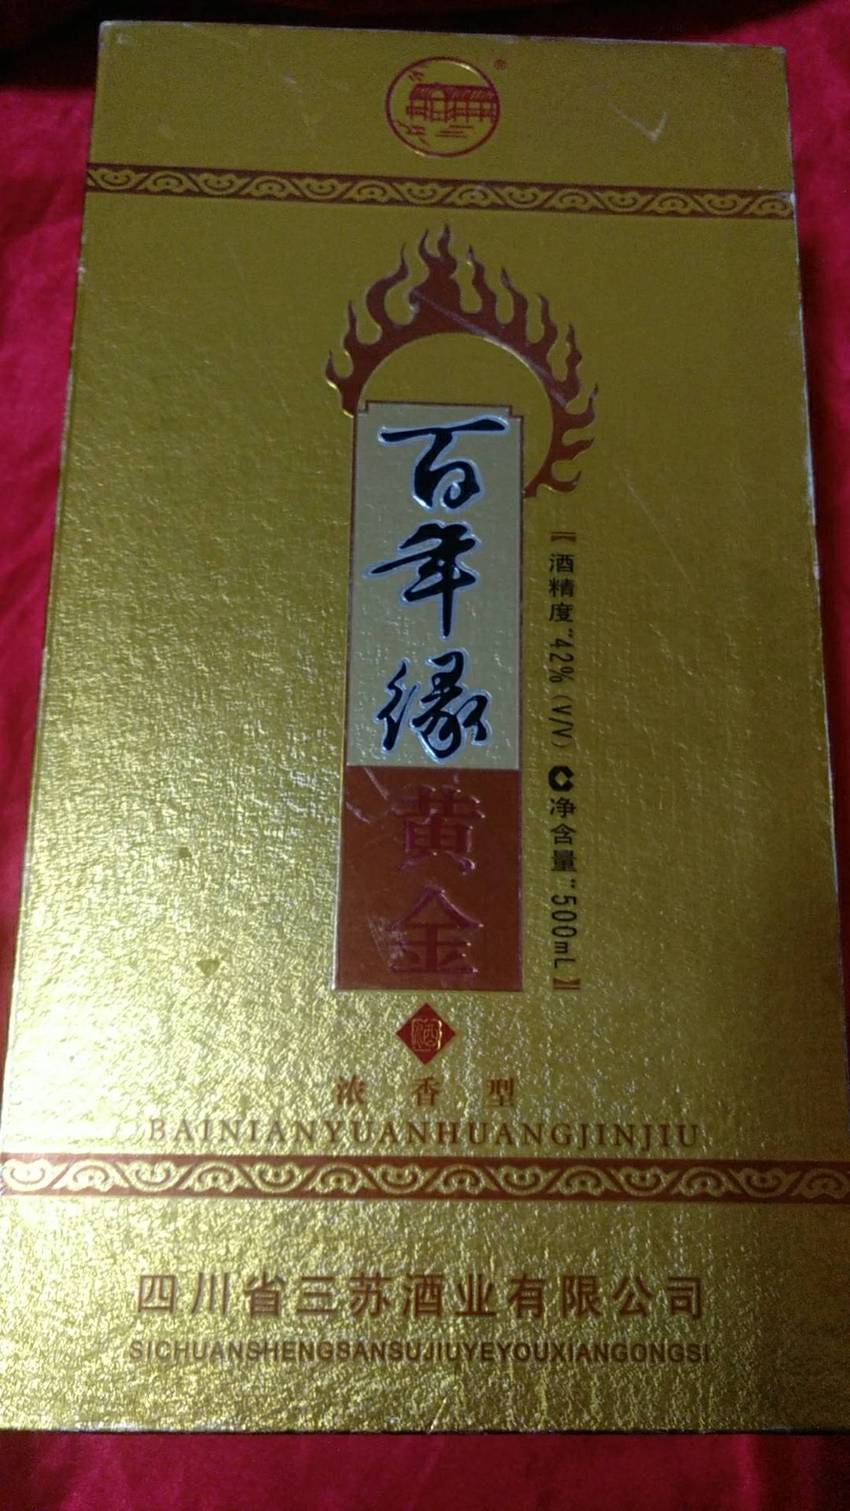 ®
百年缘
黄金
【酒精度:42%(V/V) 净含量:500mL】
酒
浓香型
BAINIANYUANHUANGJINJIU
四川省三苏酒业有限公司
SICHUANSHENGSANSUJIUYEYOUXIANGONGSI